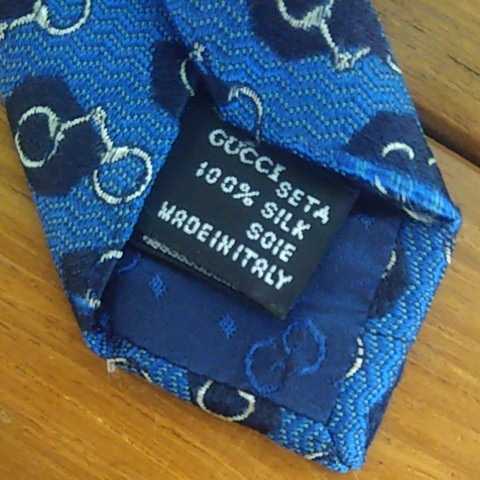 GUCCI
SETA
100% SILK
SOIE
MADE IN ITALY